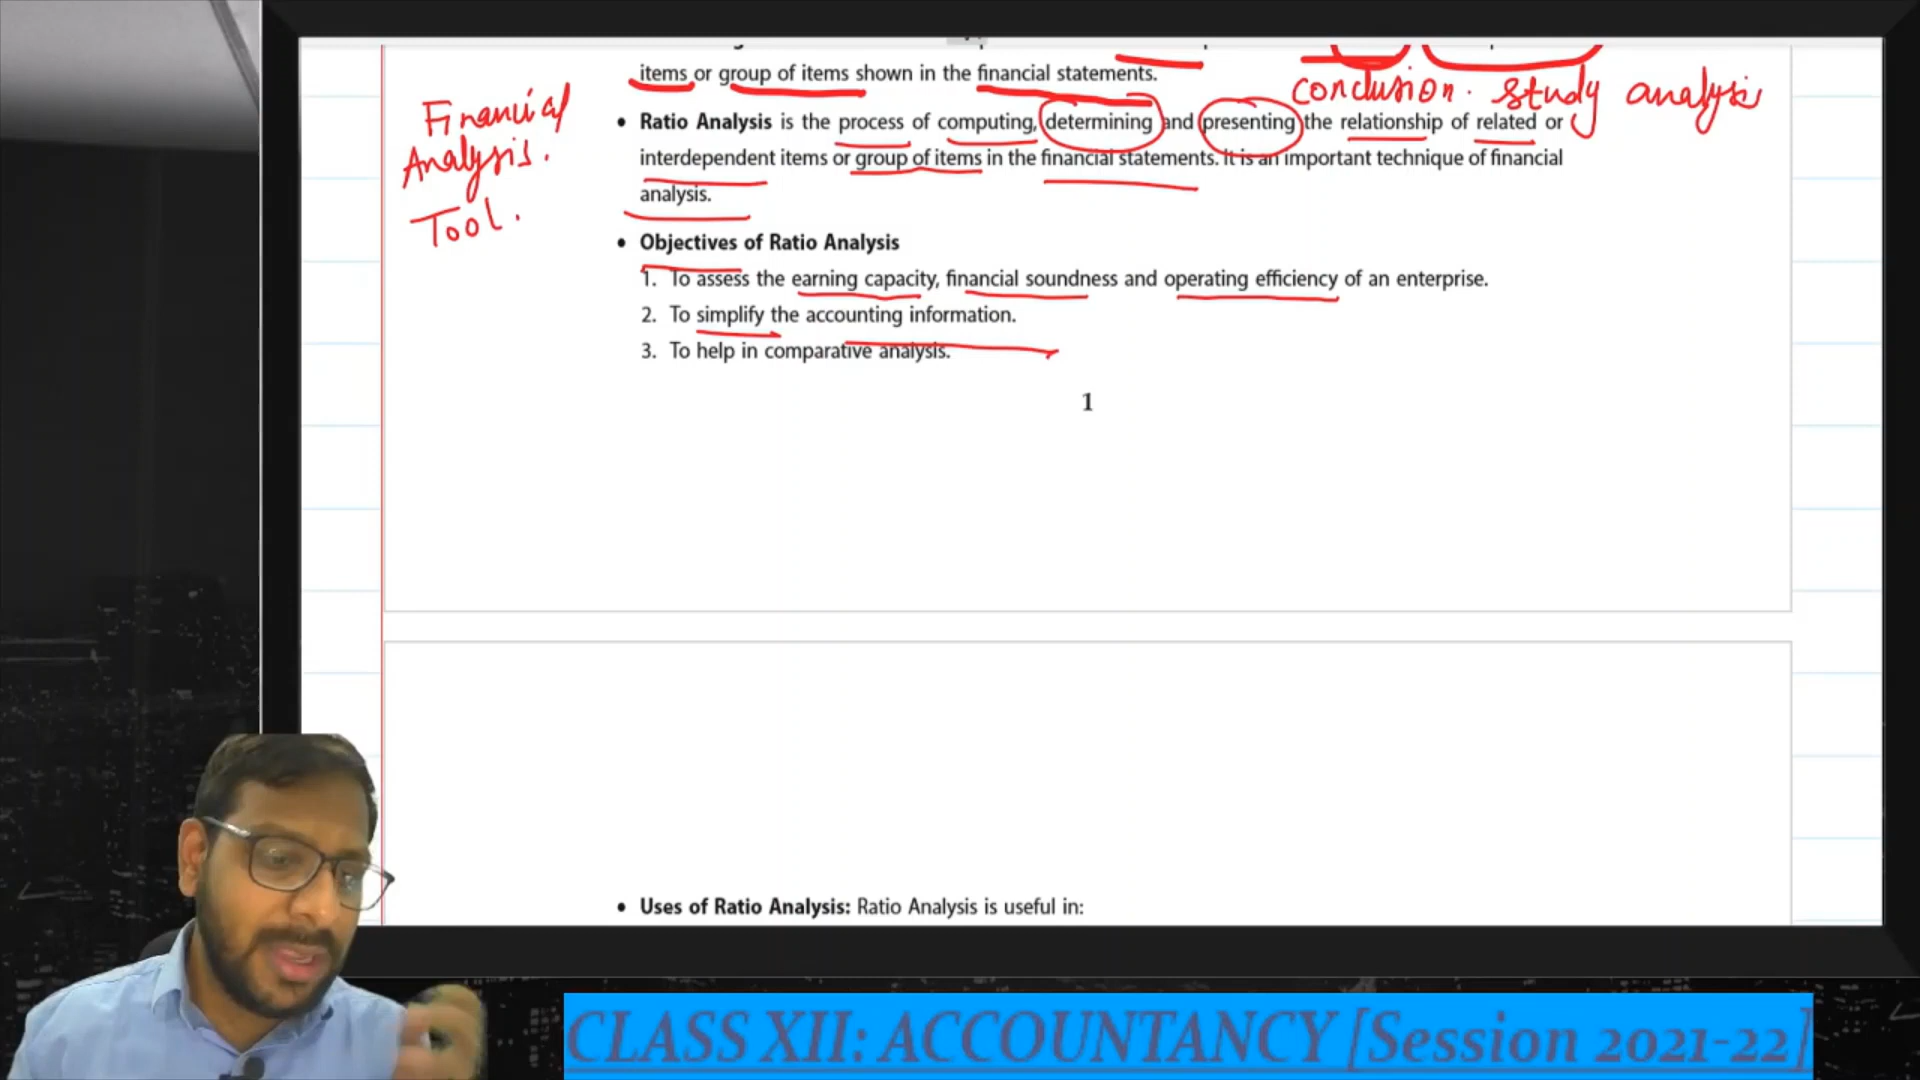 items or group of items shown in the financial statements.
conclusion. study analysis
Financial
Analysis.
Tool.
• Ratio Analysis is the process of computing, determining and presenting the relationship of related or
interdependent items or group of items in the financial statements. It is an important technique of financial
analysis.
• Objectives of Ratio Analysis
1. To assess the earning capacity, financial soundness and operating efficiency of an enterprise.
2. To simplify the accounting information.
3. To help in comparative analysis.
1
• Uses of Ratio Analysis: Ratio Analysis is useful in:
CLASS XII: ACCOUNTANCY [Session 2021-22]